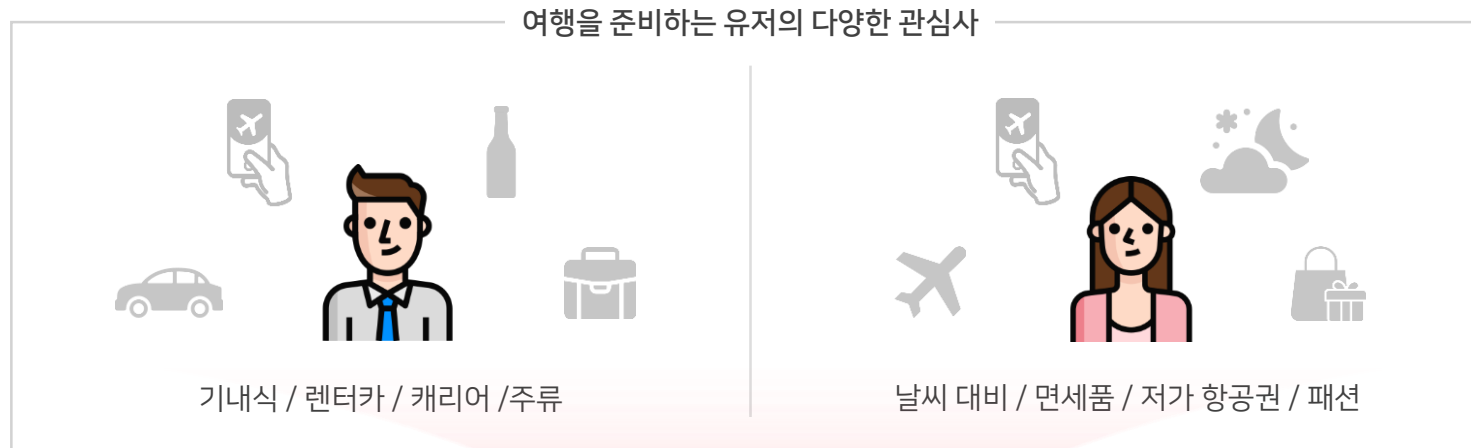 여행을 준비하는 유저의 다양한 관심사
기내식 / 렌터카 / 캐리어 /주류
날씨 대비 / 면세품 / 저가 항공권 / 패션